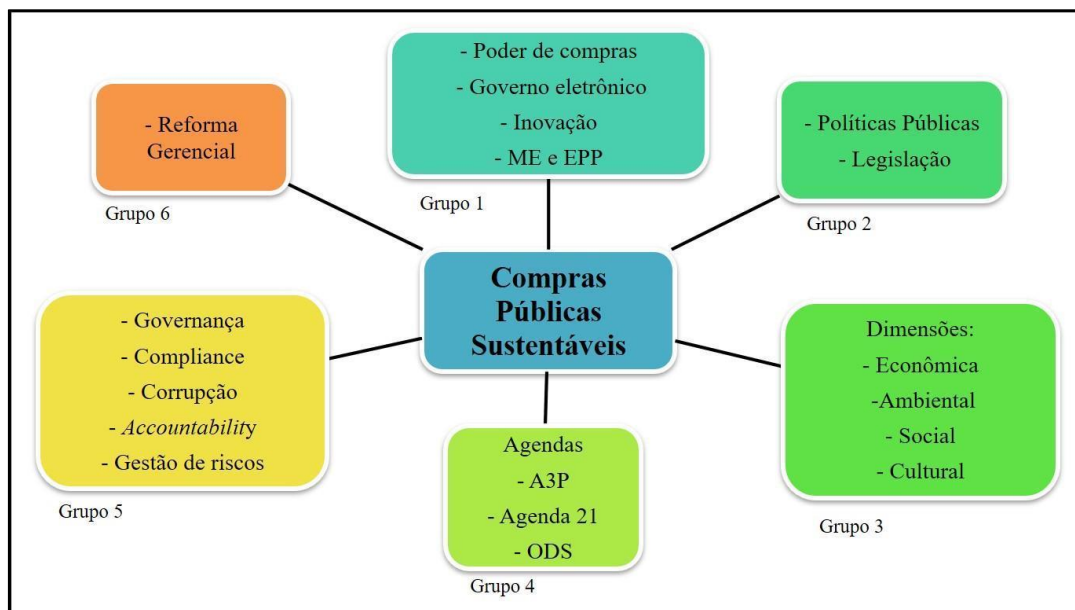 - Poder de compras
- Governo eletrônico
- Inovação
- ME e EPP
Grupo 1
- Políticas Públicas
- Legislação
Grupo 2
Dimensões:
- Econômica
-Ambiental
- Social
- Cultural
Grupo 3
Agendas
- A3P
- Agenda 21
- ODS
Grupo 4
- Governança
- Compliance
- Corrupção
- Accountability
- Gestão de riscos
Grupo 5
- Reforma
Gerencial
Grupo 6
Compras
Públicas
Sustentáveis